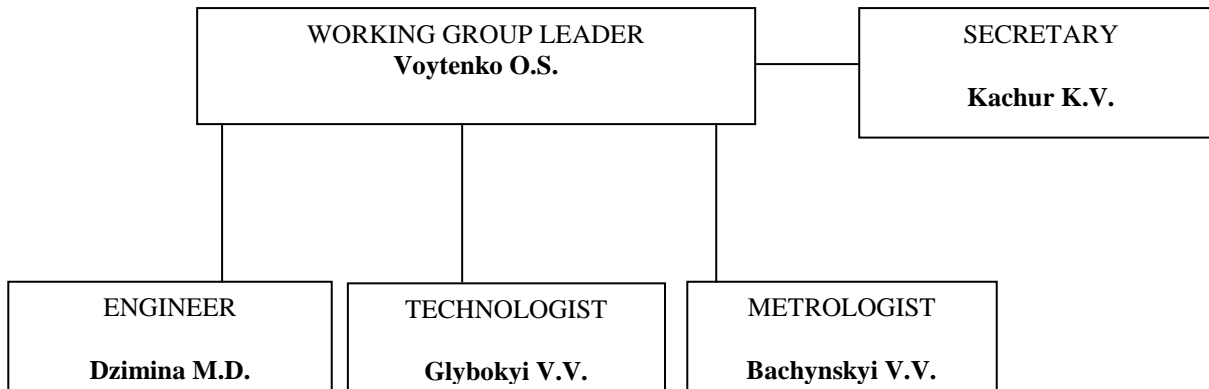 WORKING GROUP LEADER
Voytenko O.S.
SECRETARY
Kachur K.V.
ENGINEER
Dzimina M.D.
TECHNOLOGIST
Glybokyi V.V.
METROLOGIST
Bachynskyi V.V.